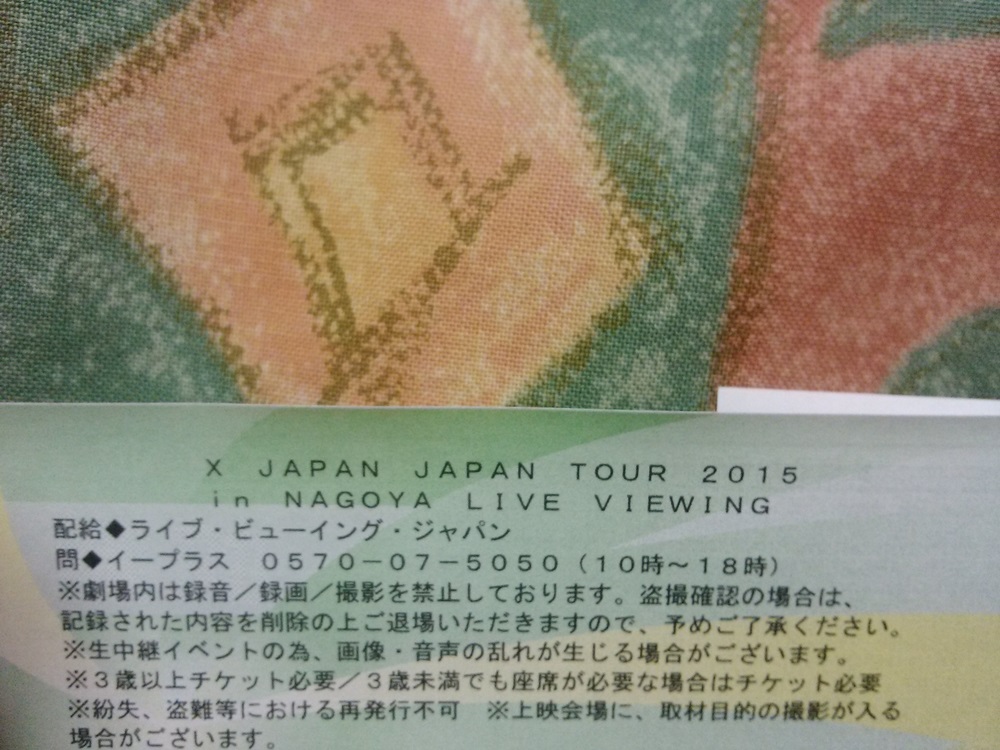 Ｘ　ＪＡＰＡＮ　ＪＡＰＡＮ　ＴＯＵＲ　２０１５
ｉｎ　ＮＡＧＯＹＡ　ＬＩＶＥ　ＶＩＥＷＩＮＧ
配給◆ライブ・ビューイング・ジャパン
問◆イープラス　０５７０－０７－５０５０（１０時～１８時）
※劇場内は録音／録画／撮影を禁止しております。盗撮確認の場合は、
記録された内容を削除の上ご退場いただきますので、予めご了承ください。
※生中継イベントの為、画像・音声の乱れが生じる場合がございます。
※３歳以上チケット必要／３歳未満でも座席が必要な場合はチケット必要
※紛失、盗難等における再発行不可　※上映会場に、取材目的の撮影が入る
場合がございます。